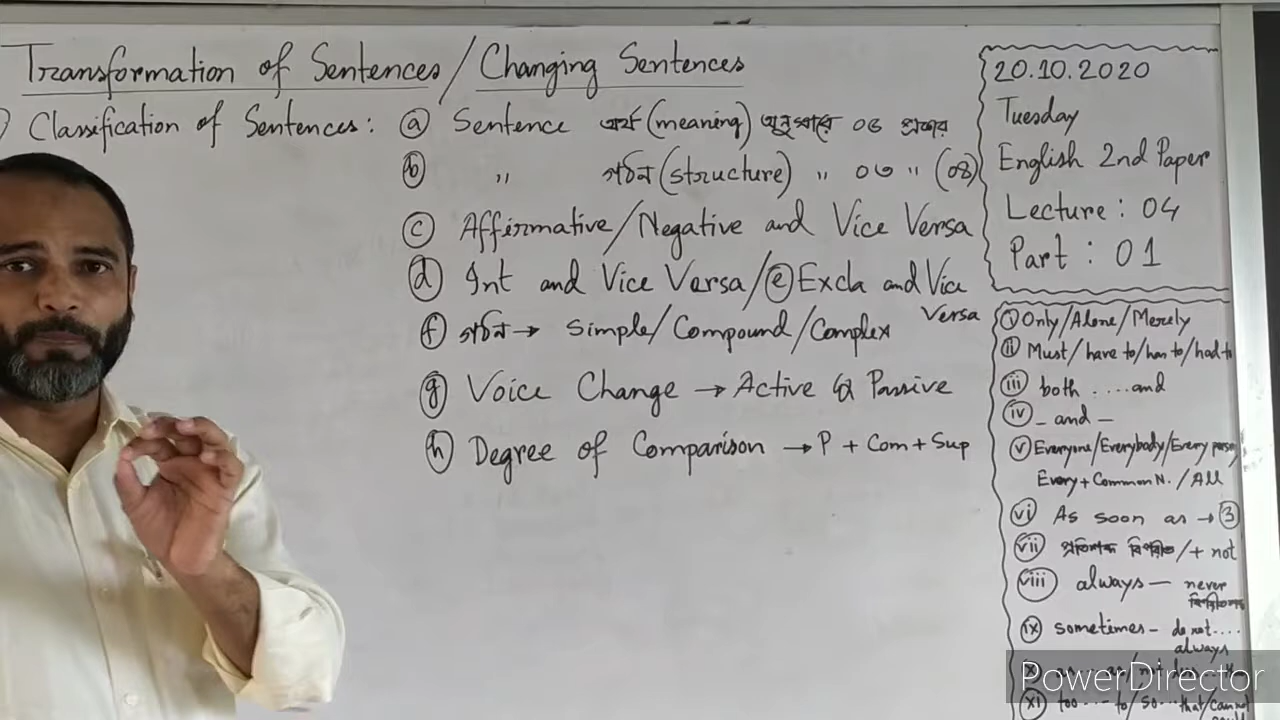 Transformation of Sentences/Changing Sentences
Classification of Sentences: ⓐ Sentence অর্থ (meaning) অনুসারে ০৫ প্রকার
ⓑ " গঠন (structure) " ০৩ " (০৪)
ⓒ Affirmative/Negative and Vice Versa
ⓓ Int and Vice Versa/ⓔ Excla and Vice
Versa
ⓕ গঠন → Simple/Compound/Complex
ⓖ Voice Change → Active & Passive
ⓗ Degree of Comparison → P + Com + Sup
20.10.2020
Tuesday
English 2nd Paper
Lecture: 04
Part : 01
ⓘ Only/Alone/Merely
ii Must/have to/has to/had to
iii both ....and
iv _ and _
v Everyone/Everybody/Every person
Every + Common N. / All
vi As soon as → ③
vii বিপরীত /+ not
viii always — never
ix sometimes - do not....
always
x
xi too --- to/so...that/cannot
PowerDirector